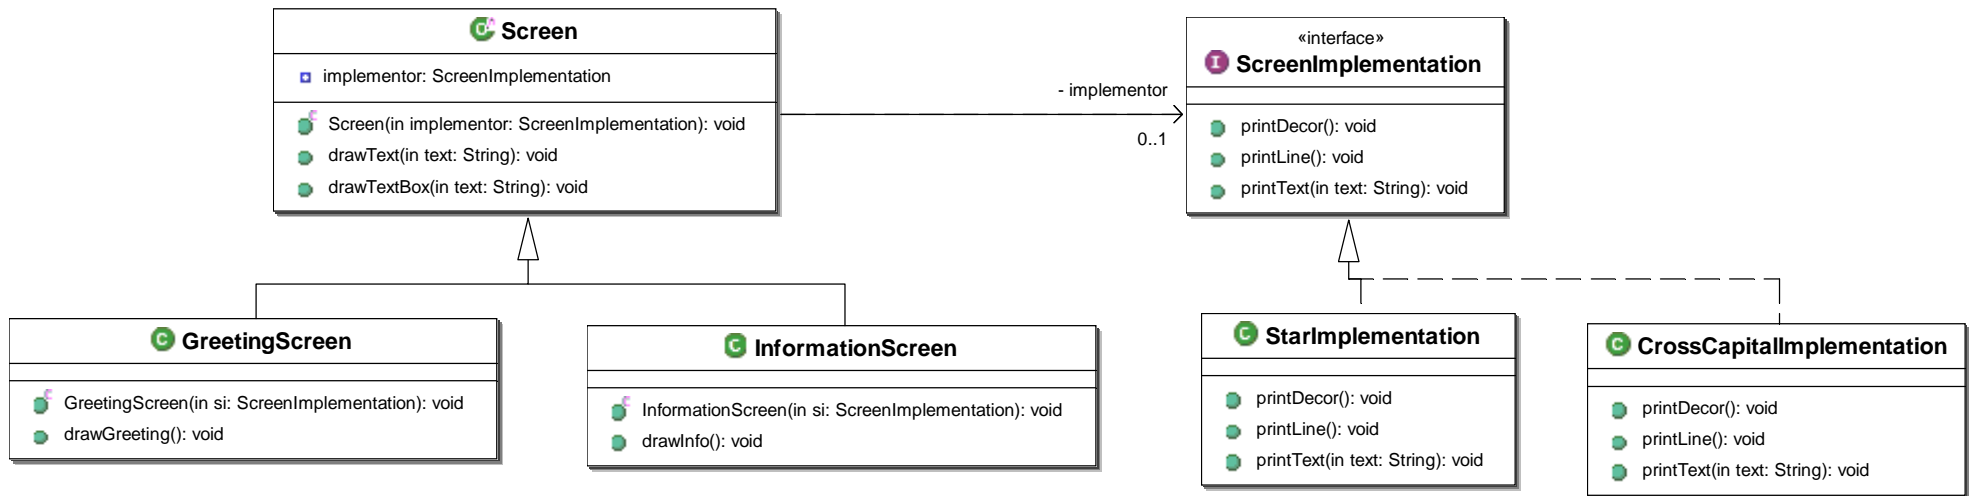 Screen
implementor: ScreenImplementation
Screen(in implementor: ScreenImplementation): void
drawText(in text: String): void
drawTextBox(in text: String): void
- implementor
0..1
«interface»
ScreenImplementation
printDecor(): void
printLine(): void
printText(in text: String): void
GreetingScreen
GreetingScreen(in si: ScreenImplementation): void
drawGreeting(): void
InformationScreen
InformationScreen(in si: ScreenImplementation): void
drawInfo(): void
StarImplementation
printDecor(): void
printLine(): void
printText(in text: String): void
CrossCapitalImplementation
printDecor(): void
printLine(): void
printText(in text: String): void